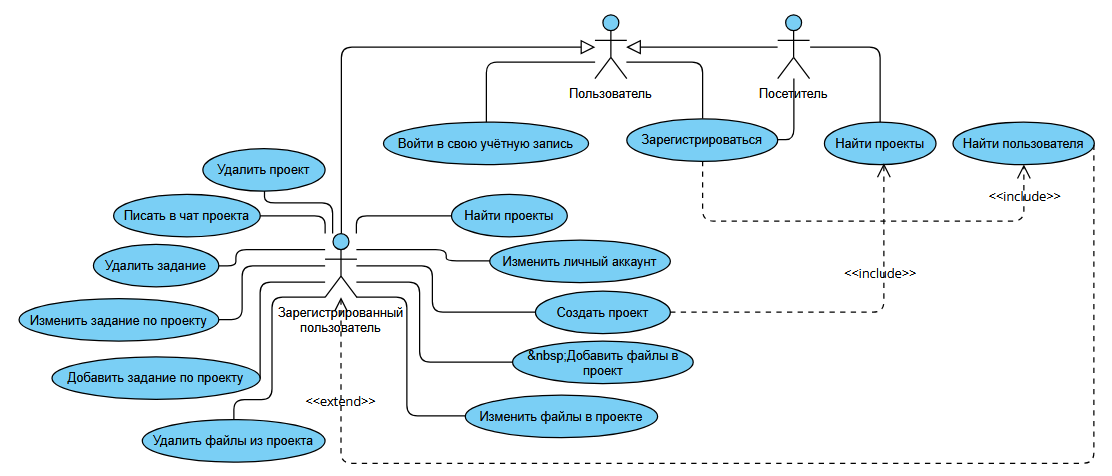 Пользователь
Посетитель
Войти в свою учётную запись
Зарегистрироваться
Найти проекты
Найти пользователя
Удалить проект
<<include>>
Писать в чат проекта
Найти проекты
Удалить задание
Изменить личный аккаунт
<<include>>
Изменить задание по проекту
Зарегистрированный
пользователь
Создать проект
&nbsp;Добавить файлы в
проект
Добавить задание по проекту
<<extend>>
Изменить файлы в проекте
Удалить файлы из проекта